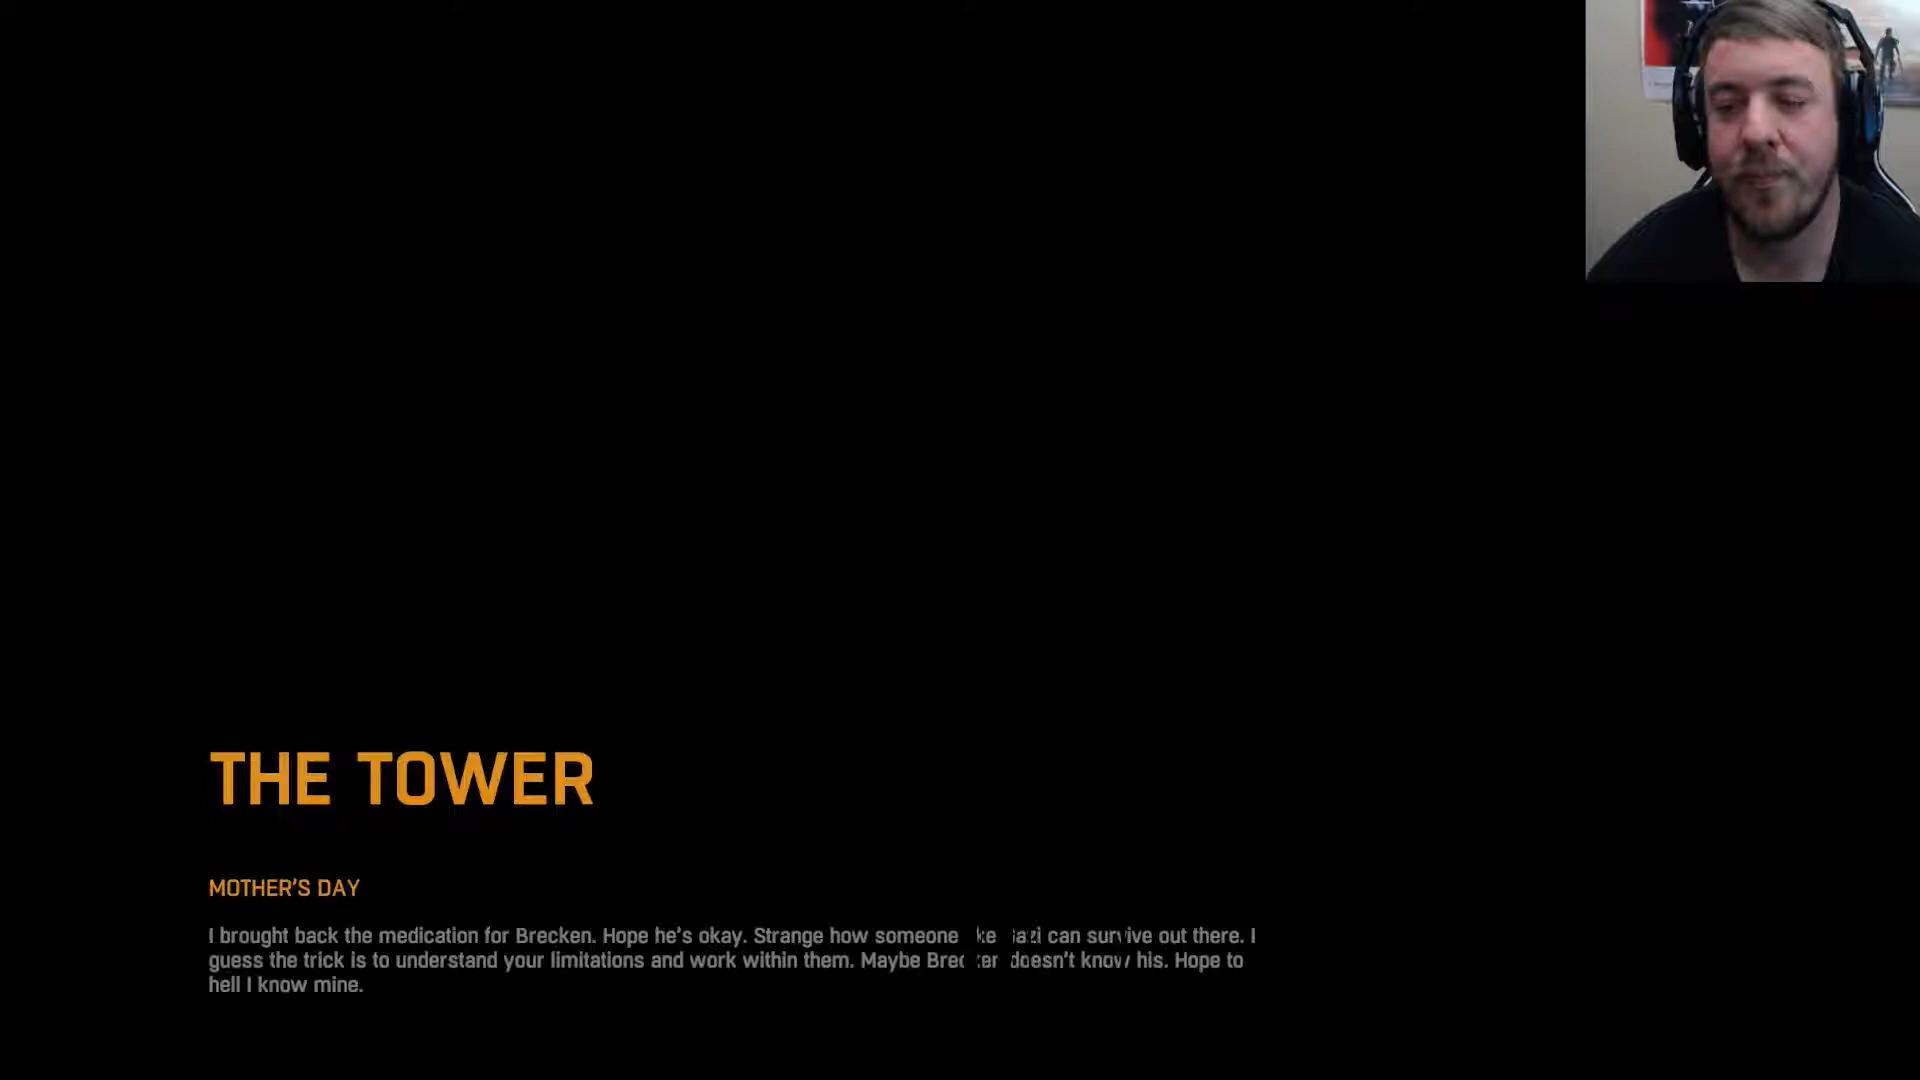 THE TOWER
MOTHER'S DAY
I brought back the medication for Brecken. Hope he's okay. Strange how someone can survive out there. I
guess the trick is to understand your limitations and work within them. Maybe Brecken doesn't know his. Hope to
hell I know mine.